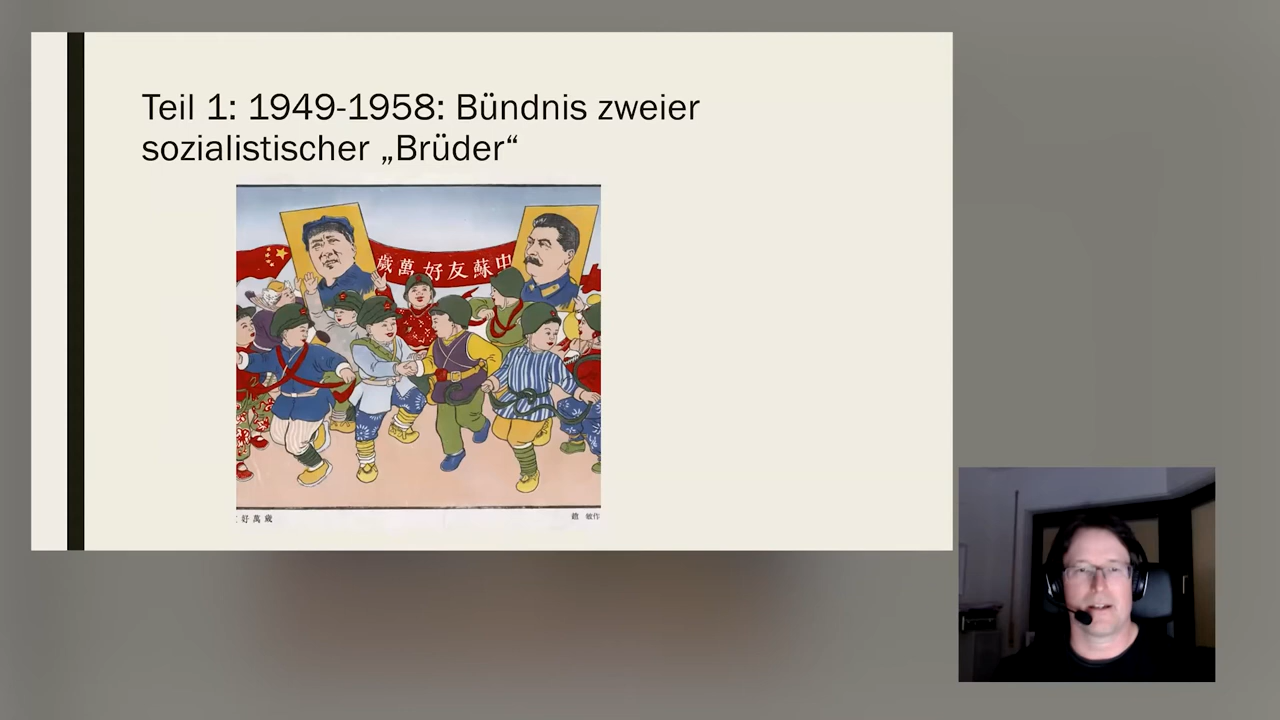 Teil 1: 1949-1958: Bündnis zweier
sozialistischer „Brüder“
歲萬好友蘇中
好萬歲
趙敏作